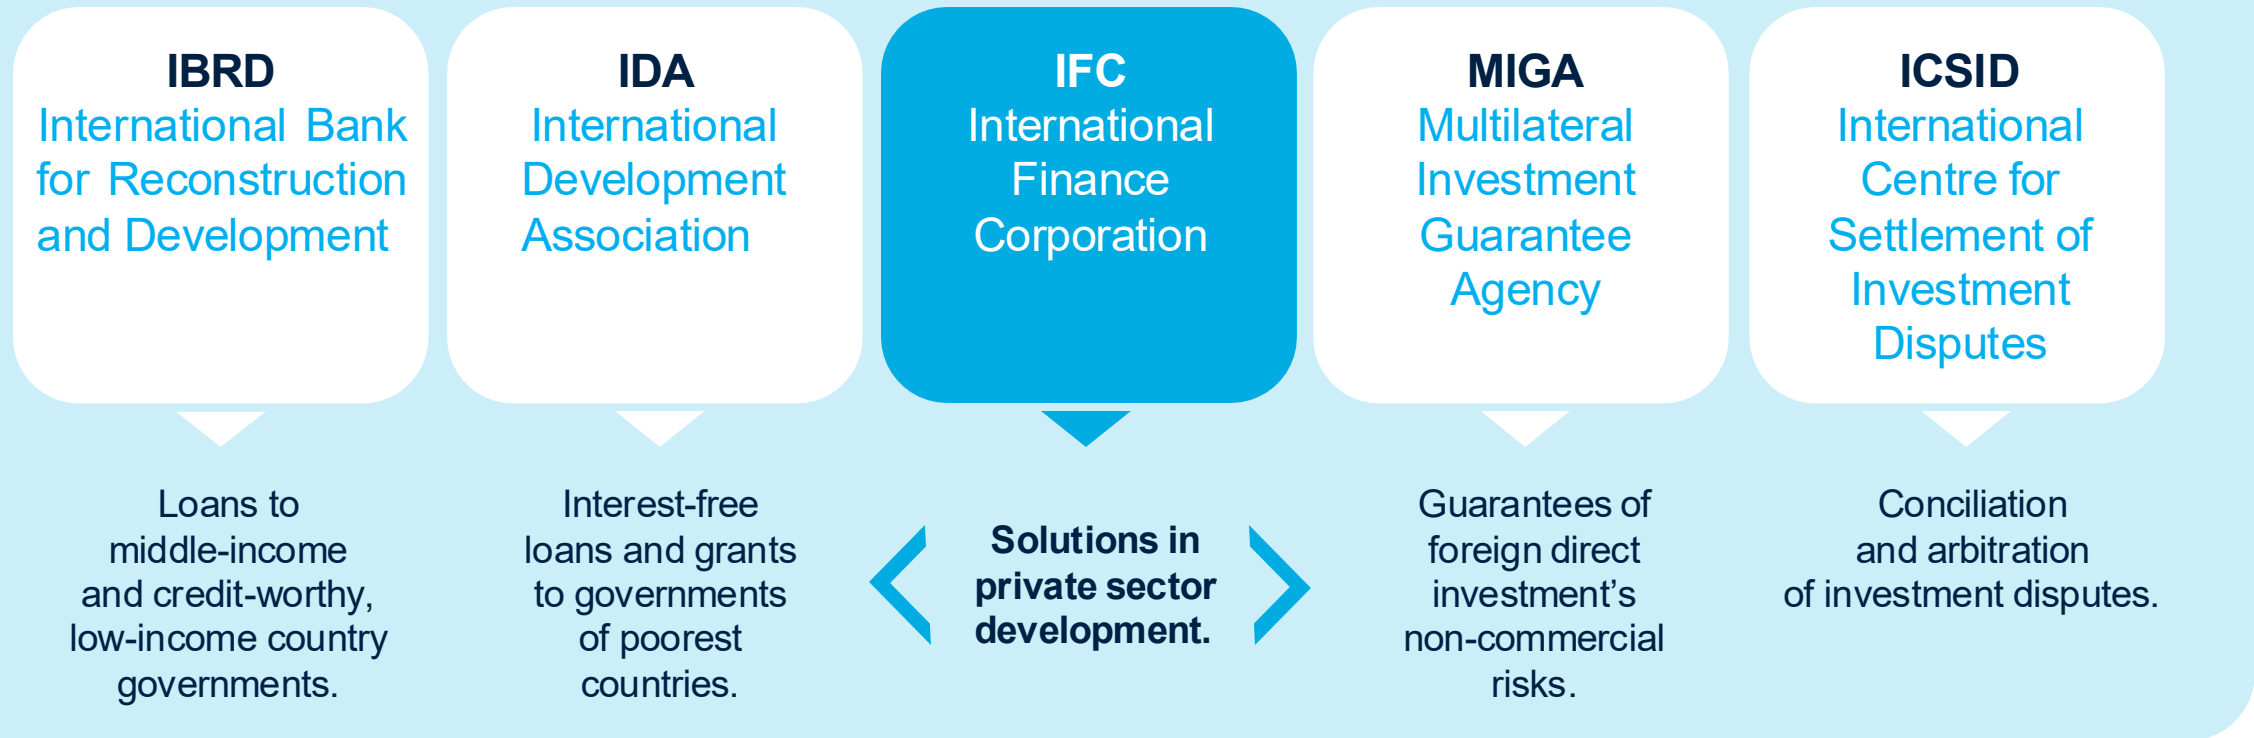 IBRD
International Bank
for Reconstruction
and Development
IDA
International
Development
Association
IFC
International
Finance
Corporation
MIGA
Multilateral
Investment
Guarantee
Agency
ICSID
International
Centre for
Settlement of
Investment
Disputes
Loans to
middle-income
and credit-worthy,
low-income country
governments.
Interest-free
loans and grants
to governments
of poorest
countries.
Solutions in
private sector
development.
Guarantees of
foreign direct
investment’s
non-commercial
risks.
Conciliation
and arbitration
of investment disputes.